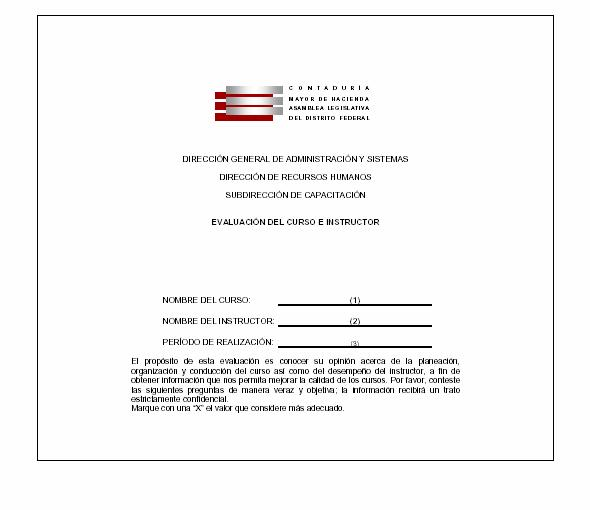 CONTADURÍA
MAYOR DE HACIENDA
ASAMBLEA LEGISLATIVA
DEL DISTRITO FEDERAL
DIRECCIÓN GENERAL DE ADMINISTRACIÓN Y SISTEMAS
DIRECCIÓN DE RECURSOS HUMANOS
SUBDIRECCIÓN DE CAPACITACIÓN
EVALUACIÓN DEL CURSO E INSTRUCTOR
NOMBRE DEL CURSO: (1)
NOMBRE DEL INSTRUCTOR: (2)
PERÍODO DE REALIZACIÓN: (3)
El propósito de esta evaluación es conocer su opinión acerca de la planeación,
organización y conducción del curso así como del desempeño del instructor, a fin de
obtener información que nos permita mejorar la calidad de los cursos. Por favor, conteste
las siguientes preguntas de manera veraz y objetiva; la información recibirá un trato
estrictamente confidencial.
Marque con una "X" el valor que considere más adecuado.